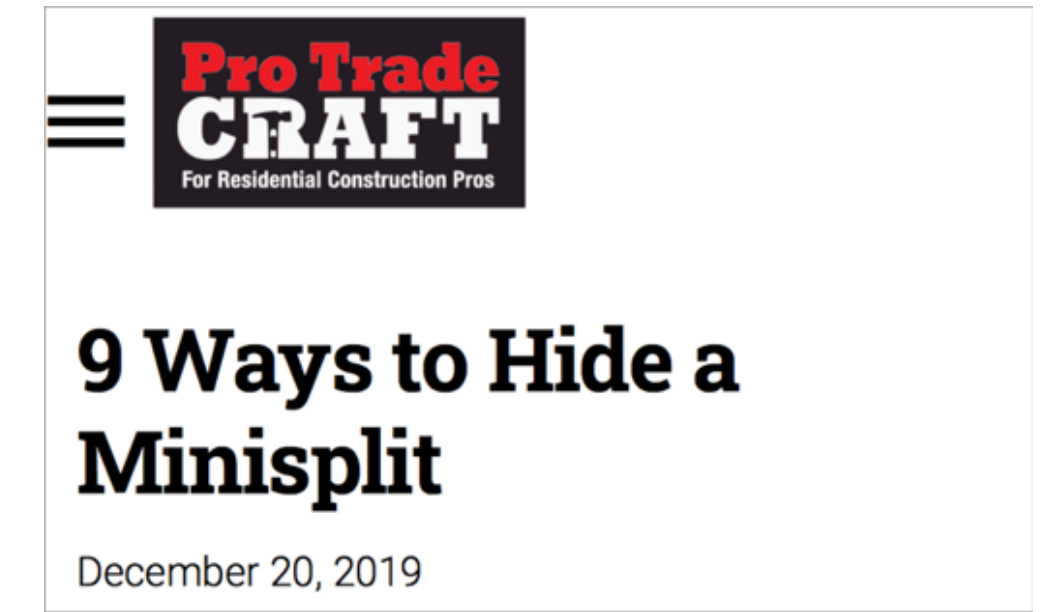 Pro Trade
CRAFT
For Residential Construction Pros
9 Ways to Hide a
Minisplit
December 20, 2019